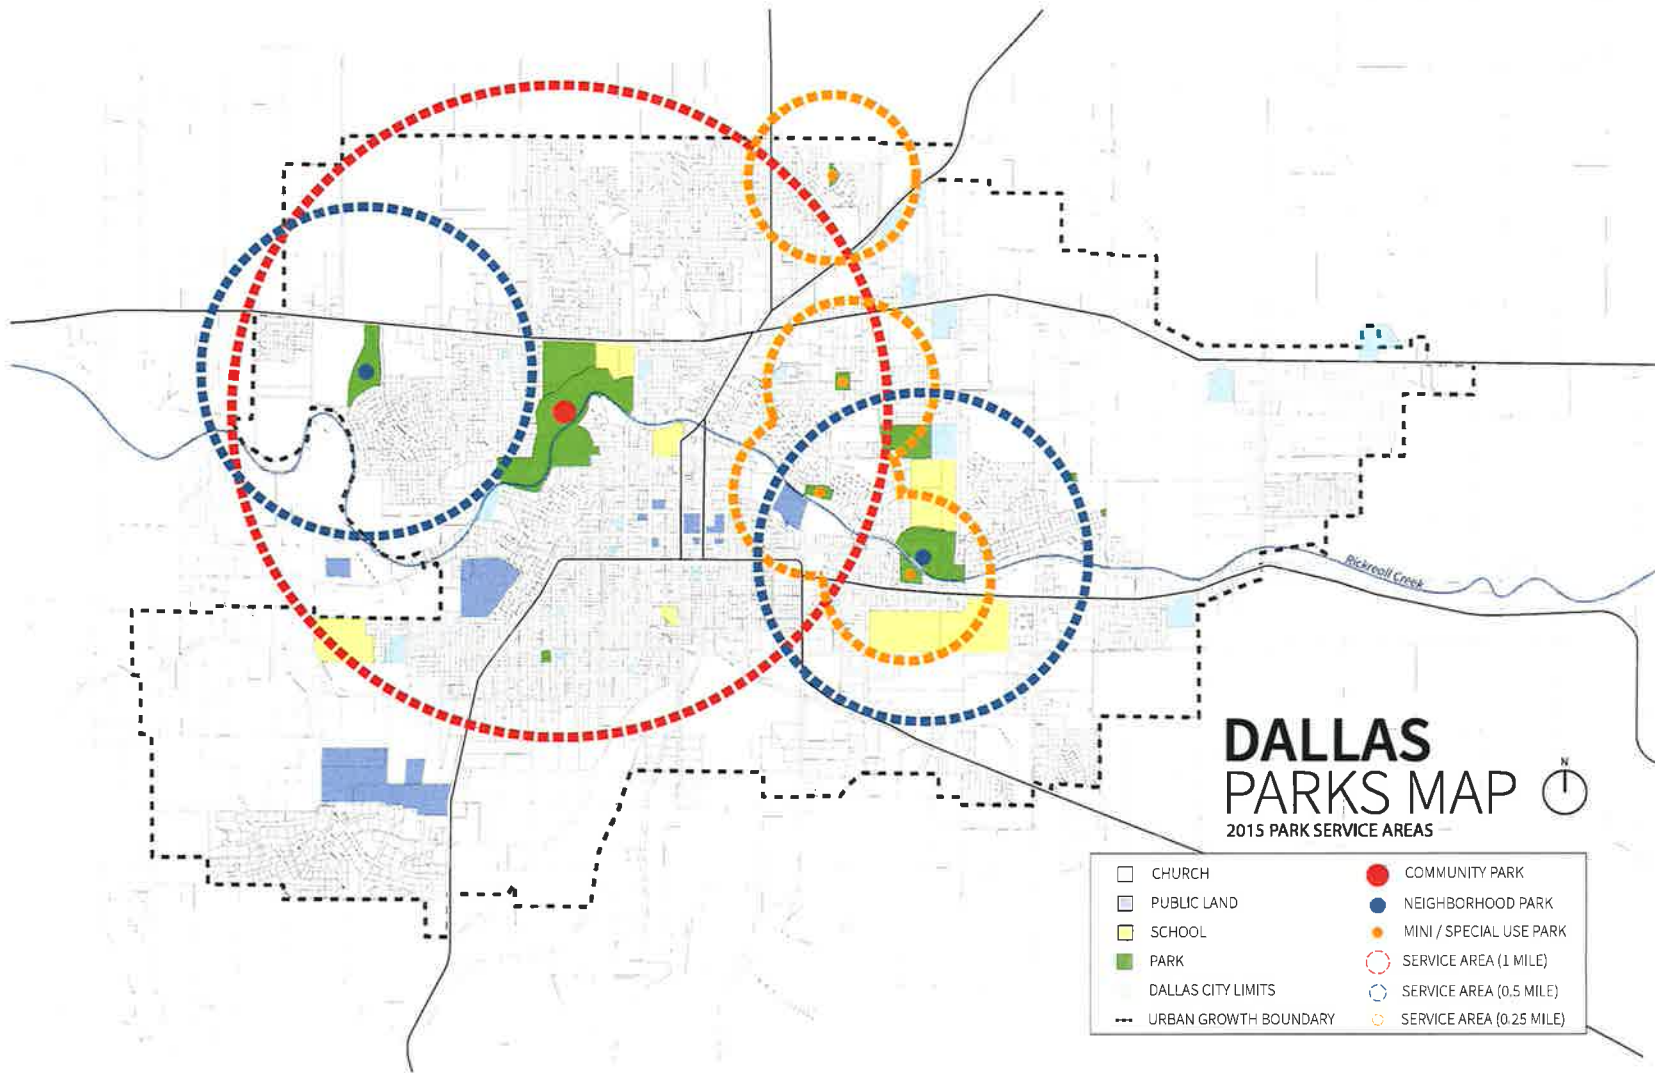 Rickreall Creek
DALLAS
PARKS MAP
N
2015 PARK SERVICE AREAS
CHURCH
PUBLIC LAND
SCHOOL
PARK
DALLAS CITY LIMITS
URBAN GROWTH BOUNDARY
COMMUNITY PARK
NEIGHBORHOOD PARK
MINI / SPECIAL USE PARK
SERVICE AREA (1 MILE)
SERVICE AREA (0.5 MILE)
SERVICE AREA (0.25 MILE)